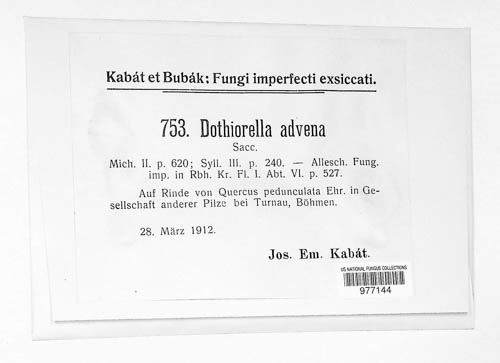 Kabát et Bubák: Fungi imperfecti exsiccati.
753. Dothiorella advena
Sacc.
Mich. II. p. 620; Syll. III. p. 240. — Allesch. Fung.
imp. in Rbh. Kr. Fl. I. Abt. VI. p. 527.
Auf Rinde von Quercus pedunculata Ehr. in Ge-
sellschaft anderer Pilze bei Turnau, Böhmen.
28. März 1912.
Jos. Em. Kabát.
US NATIONAL FUNGUS COLLECTIONS
977144